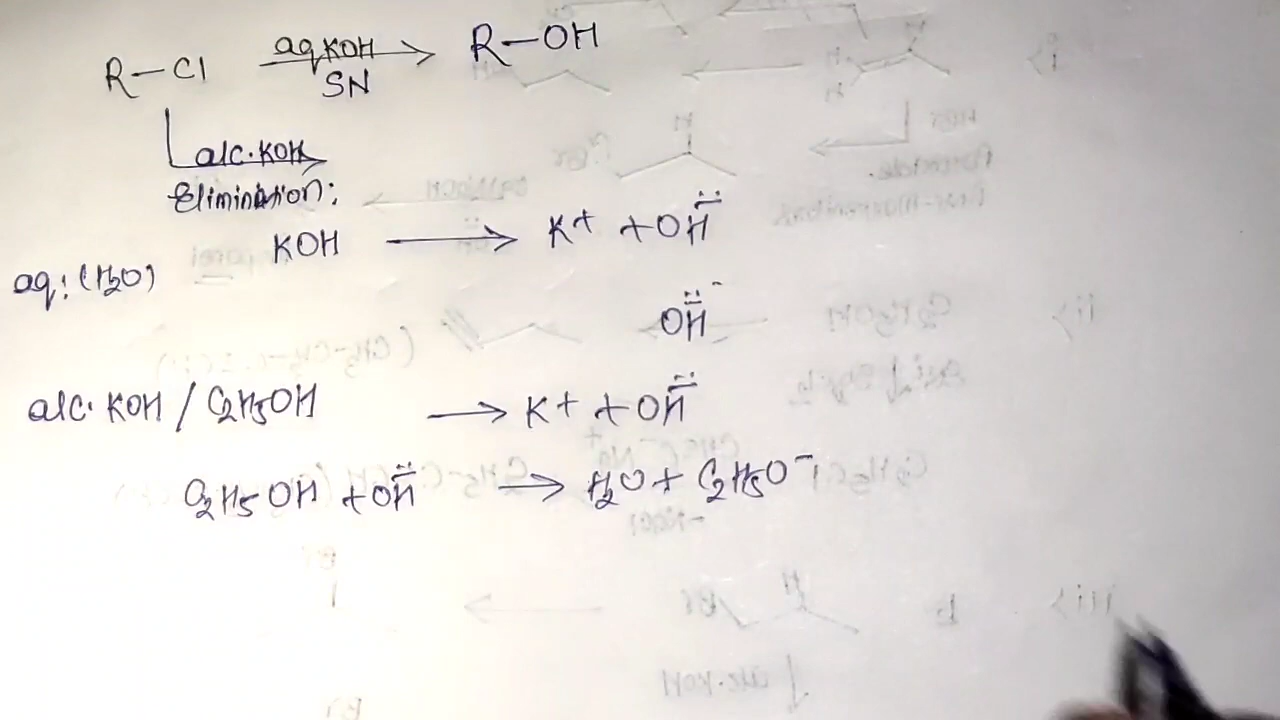 R-Cl aq KOH → R-OH
SN
alc. KOH
Elimination:
KOH → K+ + OH⁻
aq: (H2O)
OH⁻
alc. KOH / C2H5OH → K+ + OH⁻
C2H5OH + OH⁻ → H2O + C2H5O⁻